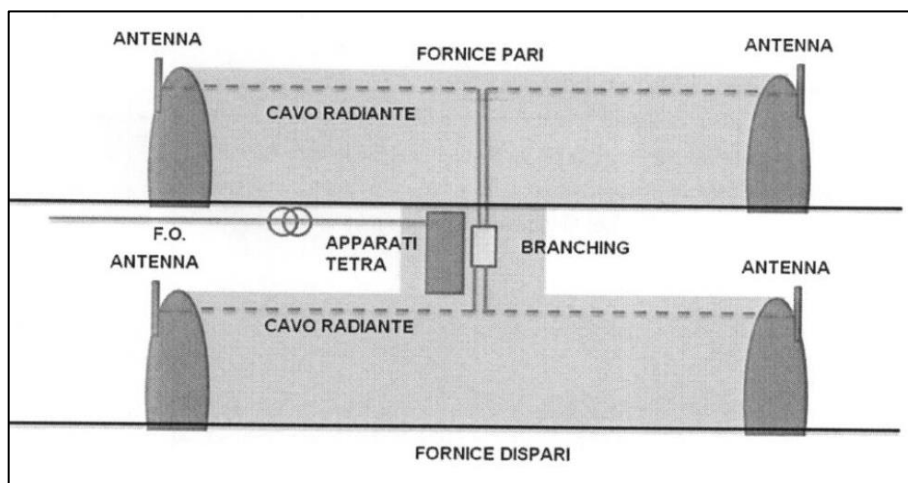 ANTENNA
FORNICE PARI
ANTENNA
CAVO RADIANTE
F.O.
APPARATI
TETRA
BRANCHING
ANTENNA
ANTENNA
CAVO RADIANTE
FORNICE DISPARI